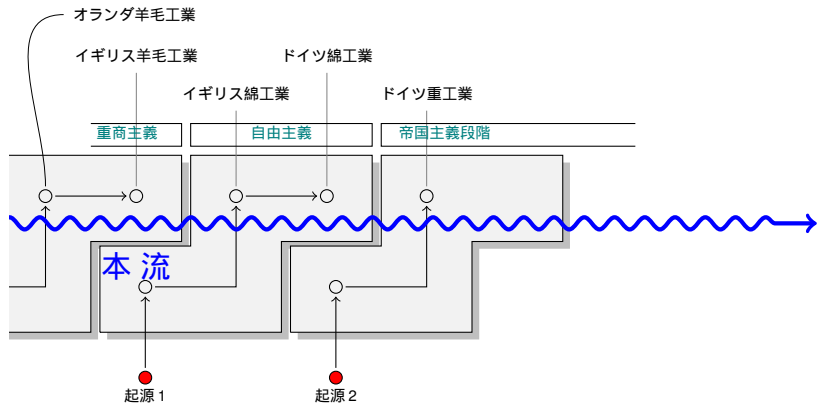 オランダ羊毛工業
イギリス羊毛工業
ドイツ綿工業
イギリス綿工業
ドイツ重工業
重商主義
自由主義
帝国主義段階
本 流
起源 1
起源 2